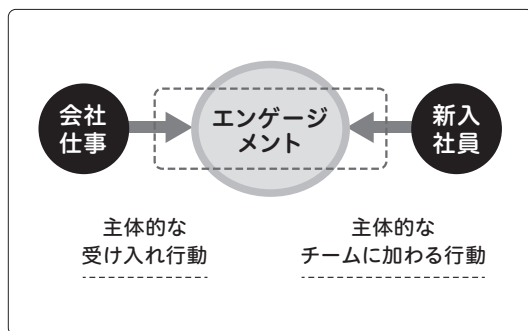 会社
仕事
エンゲージ
メント
新入
社員
主体的な
受け入れ行動
主体的な
チームに加わる行動